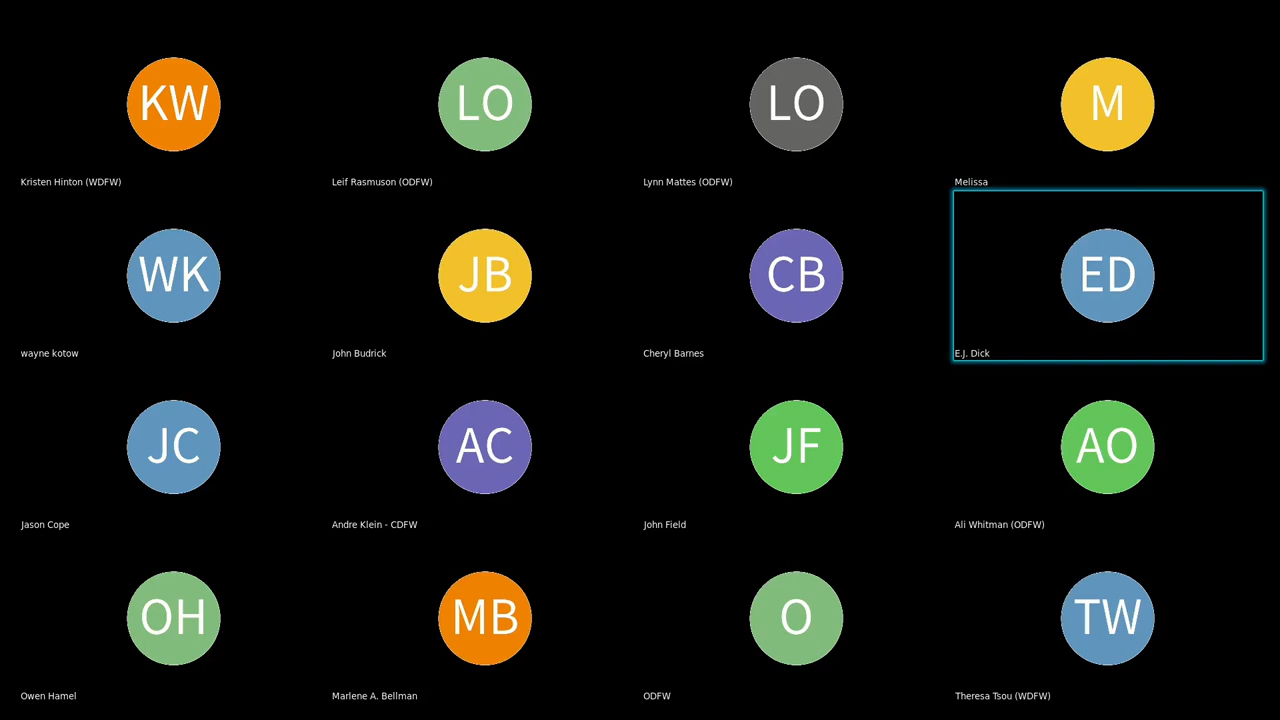 KW
LO
LO
M
Kristen Hinton (WDFW)
Leif Rasmuson (ODFW)
Lynn Mattes (ODFW)
Melissa
WK
JB
CB
ED
wayne kotow
John Budrick
Cheryl Barnes
E.J. Dick
JC
AC
JF
AO
Jason Cope
Andre Klein - CDFW
John Field
Ali Whitman (ODFW)
OH
MB
O
TW
Owen Hamel
Marlene A. Bellman
ODFW
Theresa Tsou (WDFW)